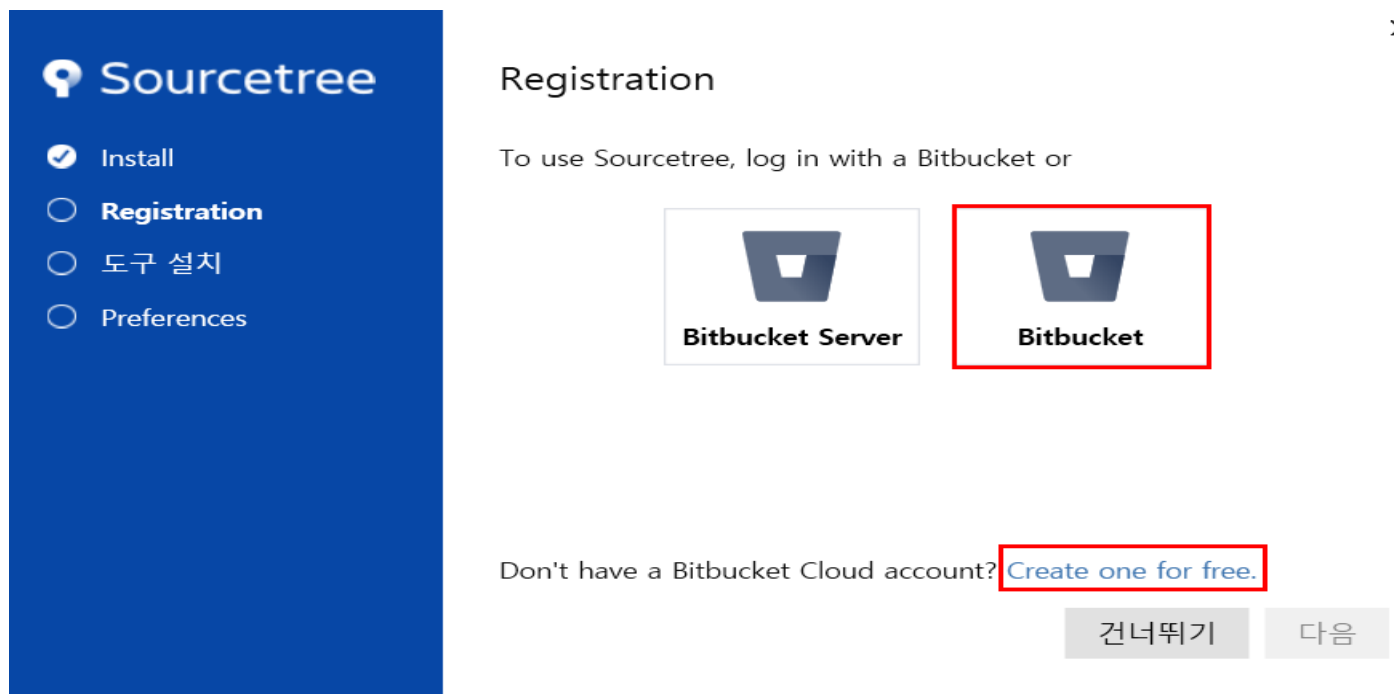 Sourcetree
Install
Registration
도구 설치
Preferences
Registration
To use Sourcetree, log in with a Bitbucket or
Bitbucket Server
Bitbucket
Don't have a Bitbucket Cloud account? Create one for free.
건너뛰기
다음